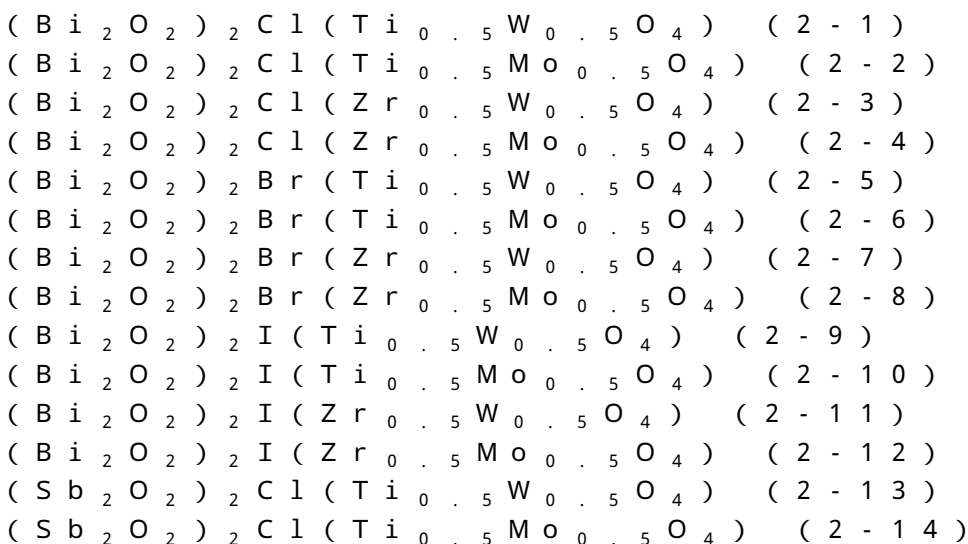 (Bi₂O₂)₂Cl(Ti₀.₅W₀.₅O₄) (2-1)
(Bi₂O₂)₂Cl(Ti₀.₅Mo₀.₅O₄) (2-2)
(Bi₂O₂)₂Cl(Zr₀.₅W₀.₅O₄) (2-3)
(Bi₂O₂)₂Cl(Zr₀.₅Mo₀.₅O₄) (2-4)
(Bi₂O₂)₂Br(Ti₀.₅W₀.₅O₄) (2-5)
(Bi₂O₂)₂Br(Ti₀.₅Mo₀.₅O₄) (2-6)
(Bi₂O₂)₂Br(Zr₀.₅W₀.₅O₄) (2-7)
(Bi₂O₂)₂Br(Zr₀.₅Mo₀.₅O₄) (2-8)
(Bi₂O₂)₂I(Ti₀.₅W₀.₅O₄) (2-9)
(Bi₂O₂)₂I(Ti₀.₅Mo₀.₅O₄) (2-10)
(Bi₂O₂)₂I(Zr₀.₅W₀.₅O₄) (2-11)
(Bi₂O₂)₂I(Zr₀.₅Mo₀.₅O₄) (2-12)
(Sb₂O₂)₂Cl(Ti₀.₅W₀.₅O₄) (2-13)
(Sb₂O₂)₂Cl(Ti₀.₅Mo₀.₅O₄) (2-14)